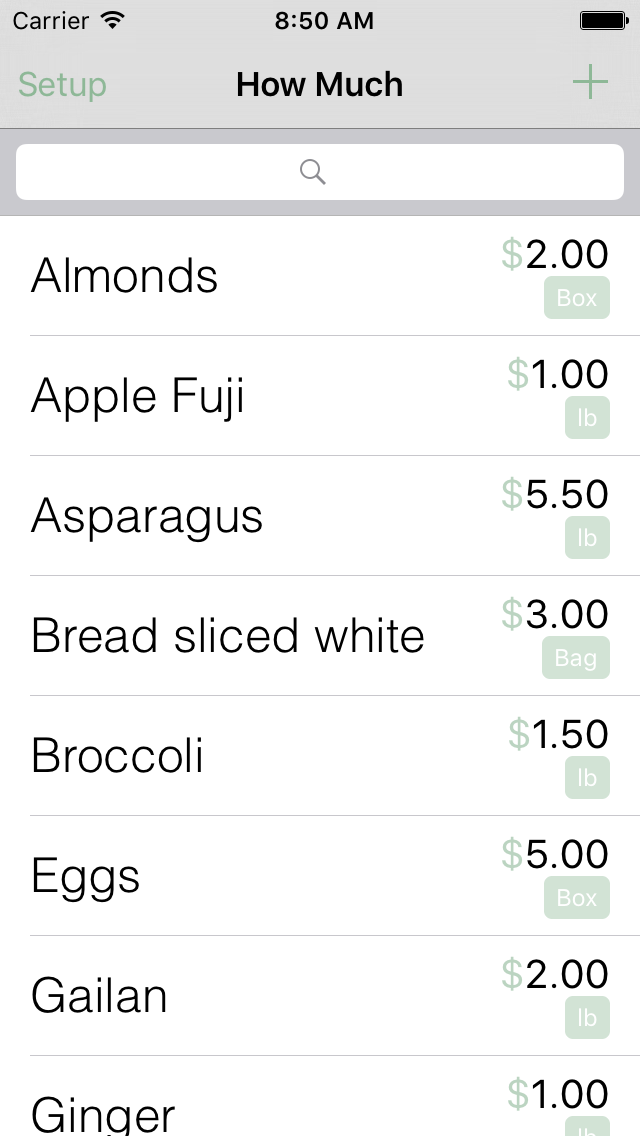 Carrier 8:50 AM
Setup How Much +
Almonds $2.00
Box
Apple Fuji $1.00
lb
Asparagus $5.50
lb
Bread sliced white $3.00
Bag
Broccoli $1.50
lb
Eggs $5.00
Box
Gailan $2.00
lb
Ginger $1.00
lb